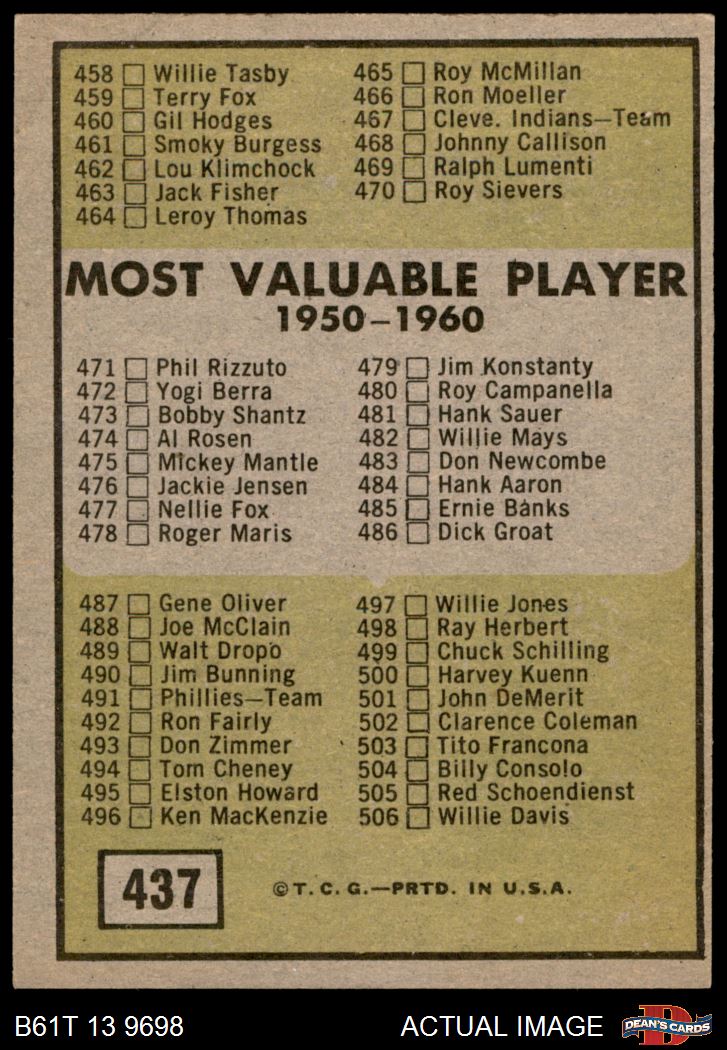 458 Willie Tasby
459 Terry Fox
460 Gil Hodges
461 Smoky Burgess
462 Lou Klimchock
463 Jack Fisher
464 Leroy Thomas
465 Roy McMillan
466 Ron Moeller
467 Cleve. Indians—Team
468 Johnny Callison
469 Ralph Lumenti
470 Roy Sievers
MOST VALUABLE PLAYER
1950–1960
471 Phil Rizzuto
472 Yogi Berra
473 Bobby Shantz
474 Al Rosen
475 Mickey Mantle
476 Jackie Jensen
477 Nellie Fox
478 Roger Maris
479 Jim Konstanty
480 Roy Campanella
481 Hank Sauer
482 Willie Mays
483 Don Newcombe
484 Hank Aaron
485 Ernie Banks
486 Dick Groat
487 Gene Oliver
488 Joe McClain
489 Walt Dropo
490 Jim Bunning
491 Phillies—Team
492 Ron Fairly
493 Don Zimmer
494 Tom Cheney
495 Elston Howard
496 Ken MacKenzie
497 Willie Jones
498 Ray Herbert
499 Chuck Schilling
500 Harvey Kuenn
501 John DeMerit
502 Clarence Coleman
503 Tito Francona
504 Billy Consolo
505 Red Schoendienst
506 Willie Davis
437
©T.C.G.—PRTD. IN U.S.A.
B61T 13 9698
ACTUAL IMAGE
D
DEAN'S CARDS